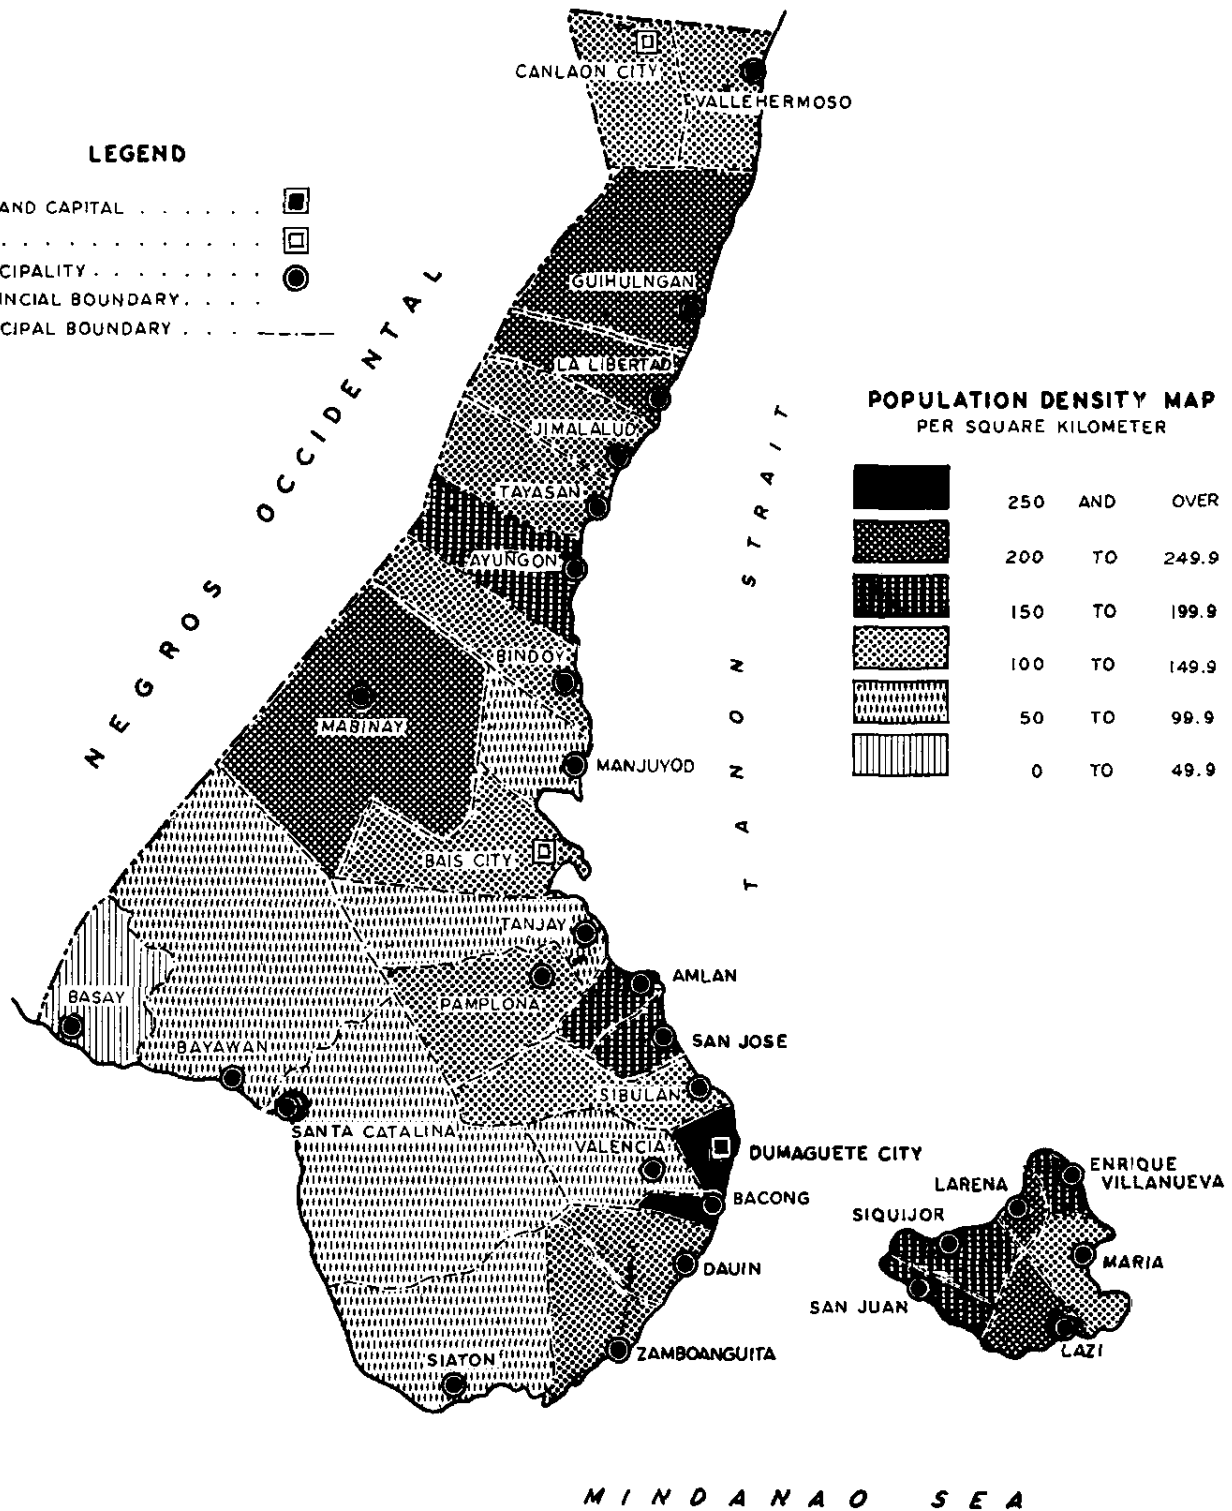 CANLAON CITY
VALLEHERMOSO
LEGEND
AND CAPITAL
CIPALITY
NCIAL BOUNDARY
CIPAL BOUNDARY
NEGROS OCCIDENTAL
GUIHULNGAN
LA LIBERTAD
JIMALALUD
TAYASAN
AYUNGON
BINDOY
MABINAY
MANJUYOD
BAIS CITY
TANJAY
AMLAN
PAMPLONA
SAN JOSE
BASAY
BAYAWAN
SIBULAN
SANTA CATALINA
VALENCIA
DUMAGUETE CITY
BACONG
DAUIN
ZAMBOANGUITA
SIATON
TANON STRAIT
POPULATION DENSITY MAP
PER SQUARE KILOMETER
250 AND OVER
200 TO 249.9
150 TO 199.9
100 TO 149.9
50 TO 99.9
0 TO 49.9
ENRIQUE
VILLANUEVA
LARENA
SIQUIJOR
MARIA
SAN JUAN
LAZI
MINDANAO SEA